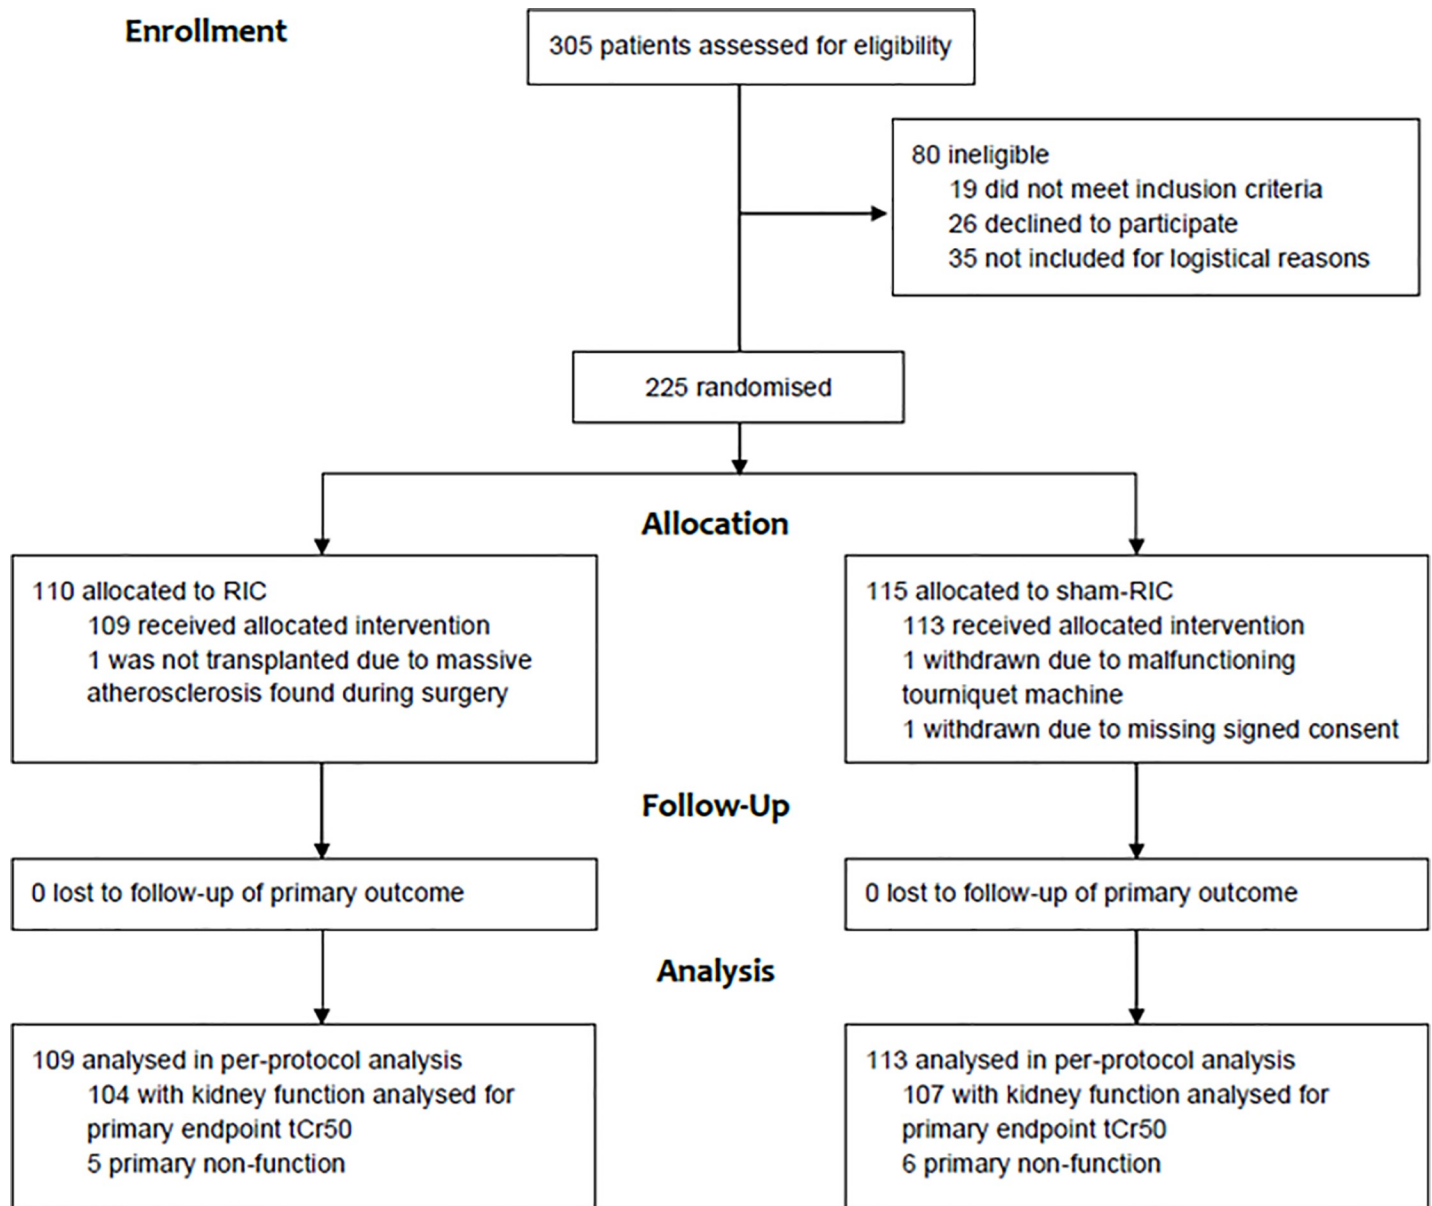 Enrollment
305 patients assessed for eligibility
80 ineligible
19 did not meet inclusion criteria
26 declined to participate
35 not included for logistical reasons
225 randomised
Allocation
110 allocated to RIC
109 received allocated intervention
1 was not transplanted due to massive
atherosclerosis found during surgery
115 allocated to sham-RIC
113 received allocated intervention
1 withdrawn due to malfunctioning
tourniquet machine
1 withdrawn due to missing signed consent
Follow-Up
0 lost to follow-up of primary outcome
0 lost to follow-up of primary outcome
Analysis
109 analysed in per-protocol analysis
104 with kidney function analysed for
primary endpoint tCr50
5 primary non-function
113 analysed in per-protocol analysis
107 with kidney function analysed for
primary endpoint tCr50
6 primary non-function